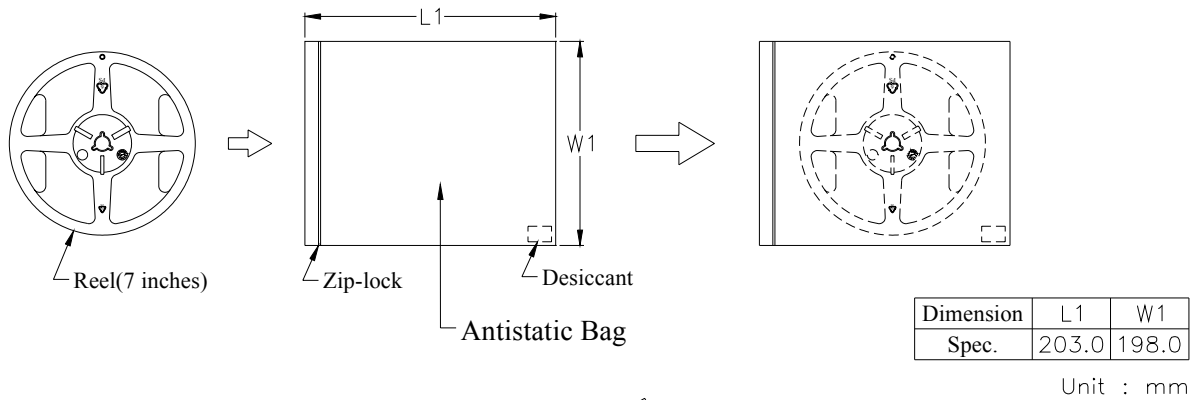 L1
W1
Reel(7 inches)
Zip-lock
Desiccant
Antistatic Bag
Dimension L1 W1
Spec. 203.0 198.0
Unit : mm